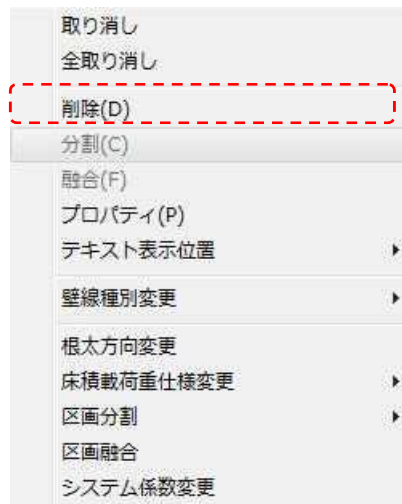 取り消し
全取り消し
削除(D)
分割(C)
融合(F)
プロパティ(P)
テキスト表示位置
壁線種別変更
根太方向変更
床積載荷重仕様変更
区画分割
区画融合
システム係数変更